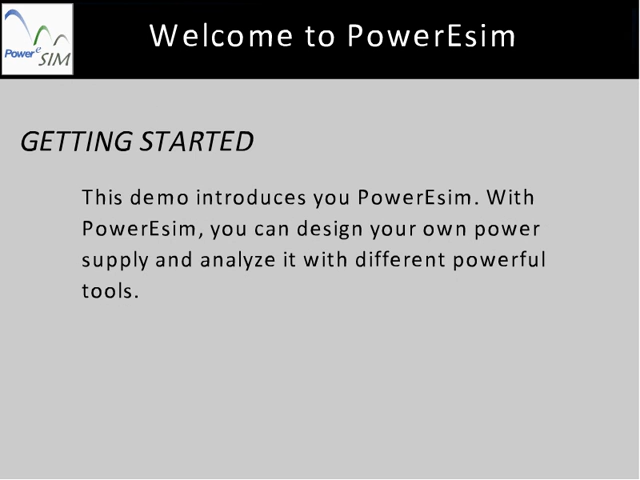 Welcome to PowerEsim
Power e SIM
GETTING STARTED
This demo introduces you PowerEsim. With
PowerEsim, you can design your own power
supply and analyze it with different powerful
tools.